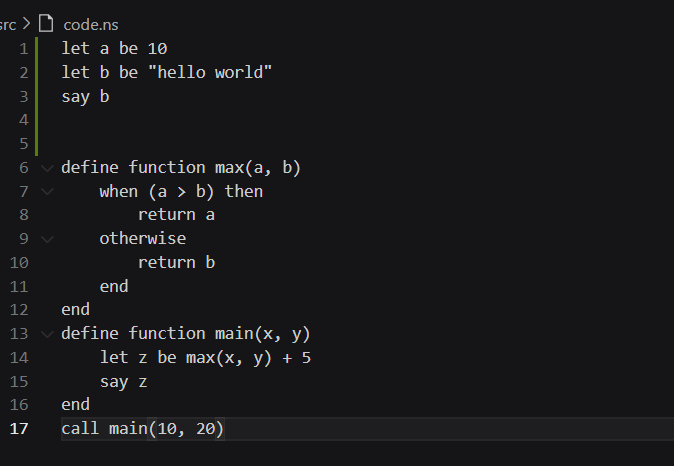 src > code.ns
1 let a be 10
2 let b be "hello world"
3 say b
4
5
6 define function max(a, b)
7     when (a > b) then
8         return a
9     otherwise
10         return b
11     end
12 end
13 define function main(x, y)
14     let z be max(x, y) + 5
15     say z
16 end
17 call main(10, 20)